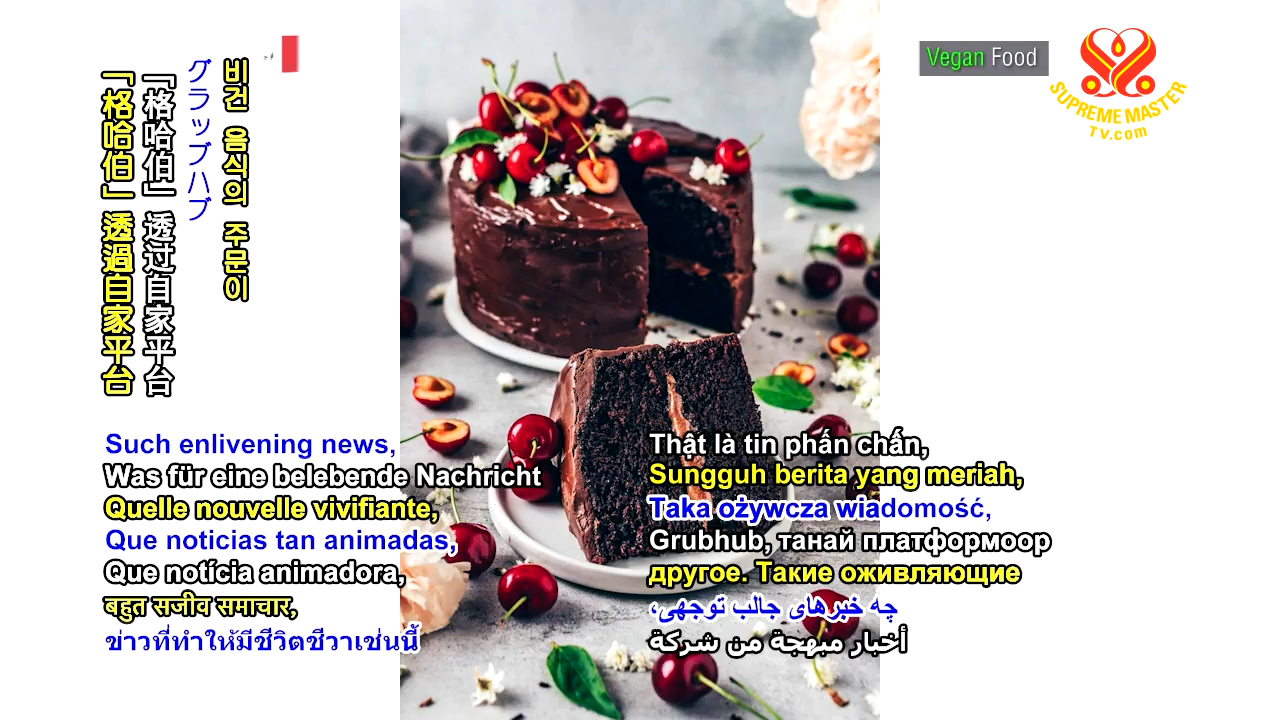 Vegan Food
SUPREME MASTER
TV.com
비건 음식의 주문이
グラッブハブ
「格哈伯」透过自家平台
「格哈伯」透過自家平台
Such enlivening news,
Was für eine belebende Nachricht
Quelle nouvelle vivifiante,
Que noticias tan animadas,
Que notícia animadora,
बहुत सजीव समाचार,
ข่าวที่ทำให้มีชีวิตชีวาเช่นนี้
Thật là tin phấn chấn,
Sungguh berita yang meriah,
Taka ożywcza wiadomość,
Grubhub, танай платформоор
другое. Такие оживляющие
چه خبرهای جالب توجهی،
أخبار مبهجة من شركة